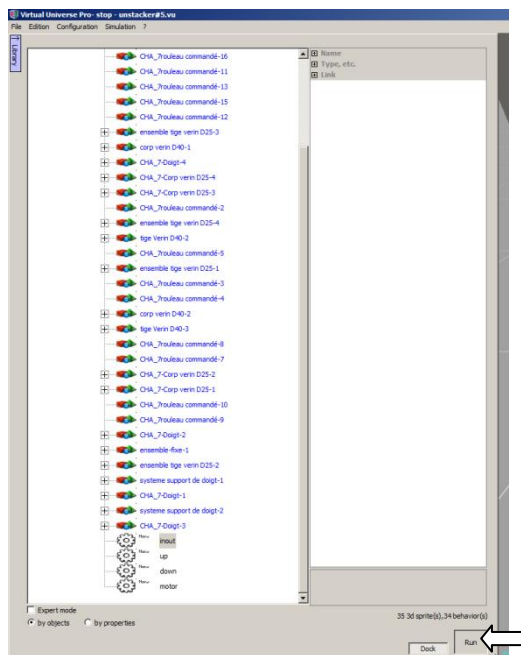 Virtual Universe Pro- stop - unstacker#5.vu
File Edition Configuration Simulation ?
Library
Name
Type, etc.
Link
CHA_7rouleau commandé-16
CHA_7rouleau commandé-11
CHA_7rouleau commandé-13
CHA_7rouleau commandé-15
CHA_7rouleau commandé-12
ensemble tige verin D25-3
corp verin D40-1
CHA_7-Doigt-4
CHA_7-Corp verin D25-4
CHA_7-Corp verin D25-3
CHA_7rouleau commandé-2
ensemble tige verin D25-4
tige Verin D40-2
CHA_7rouleau commandé-5
ensemble tige verin D25-1
CHA_7rouleau commandé-3
CHA_7rouleau commandé-4
corp verin D40-2
tige Verin D40-3
CHA_7rouleau commandé-8
CHA_7rouleau commandé-7
CHA_7-Corp verin D25-2
CHA_7-Corp verin D25-1
CHA_7rouleau commandé-10
CHA_7rouleau commandé-9
CHA_7-Doigt-2
ensemble-fixe-1
ensemble tige verin D25-2
systeme support de doigt-1
CHA_7-Doigt-1
systeme support de doigt-2
CHA_7-Doigt-3
New inout
New up
New down
New motor
Expert mode
by objects by properties
35 3d sprite(s),34 behavior(s)
Dock Run